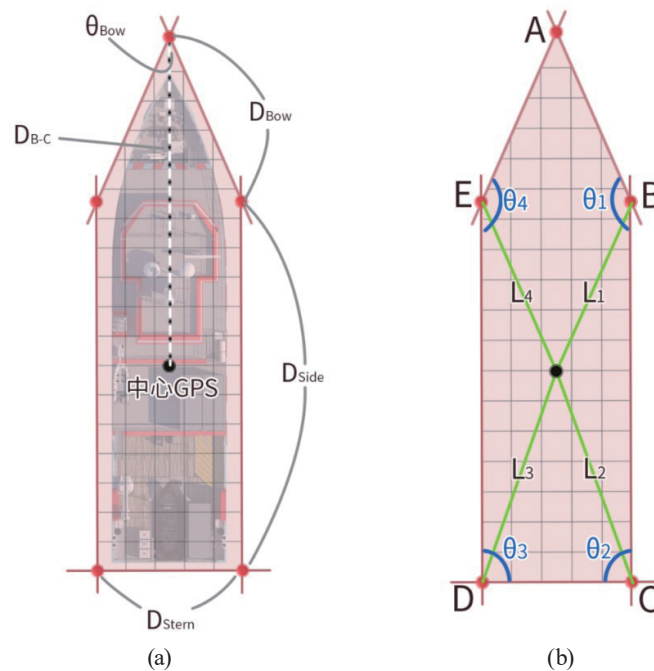 θBow
DBow
DB-C
中心GPS
DSide
DStern
(a)
A
E
B
θ4
θ1
L4
L1
L3
L2
θ3
θ2
D
C
(b)